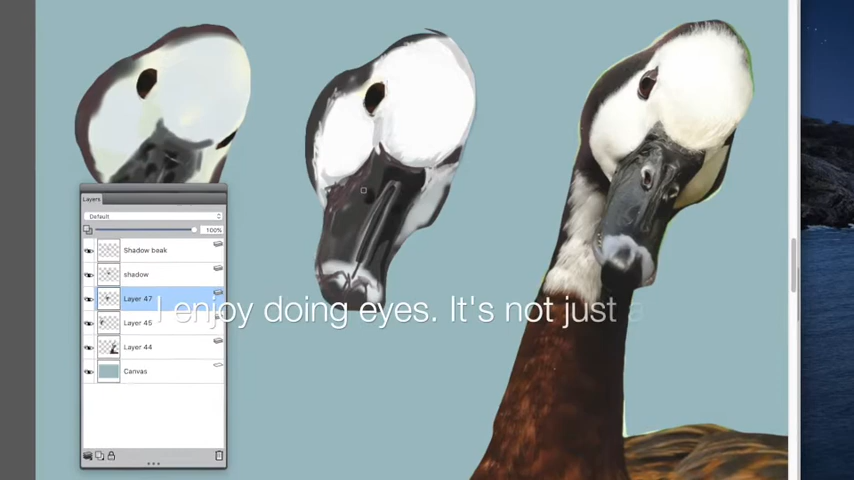 Layers
Default
100%
Shadow beak
shadow
Layer 47
I enjoy doing eyes. It's not just a
Layer 45
Layer 44
Canvas